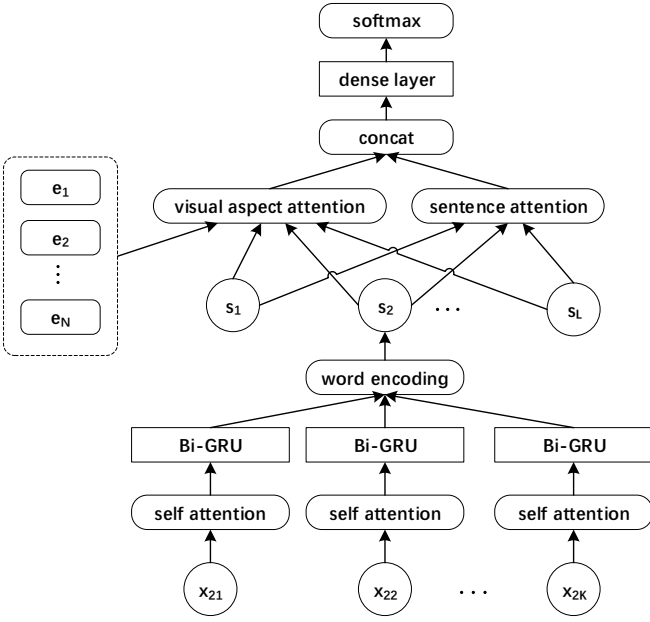 softmax
dense layer
concat
visual aspect attention
sentence attention
e1
e2
⋮
eN
s1
s2
...
sL
word encoding
Bi-GRU
Bi-GRU
Bi-GRU
self attention
self attention
self attention
x21
x22
...
x2K